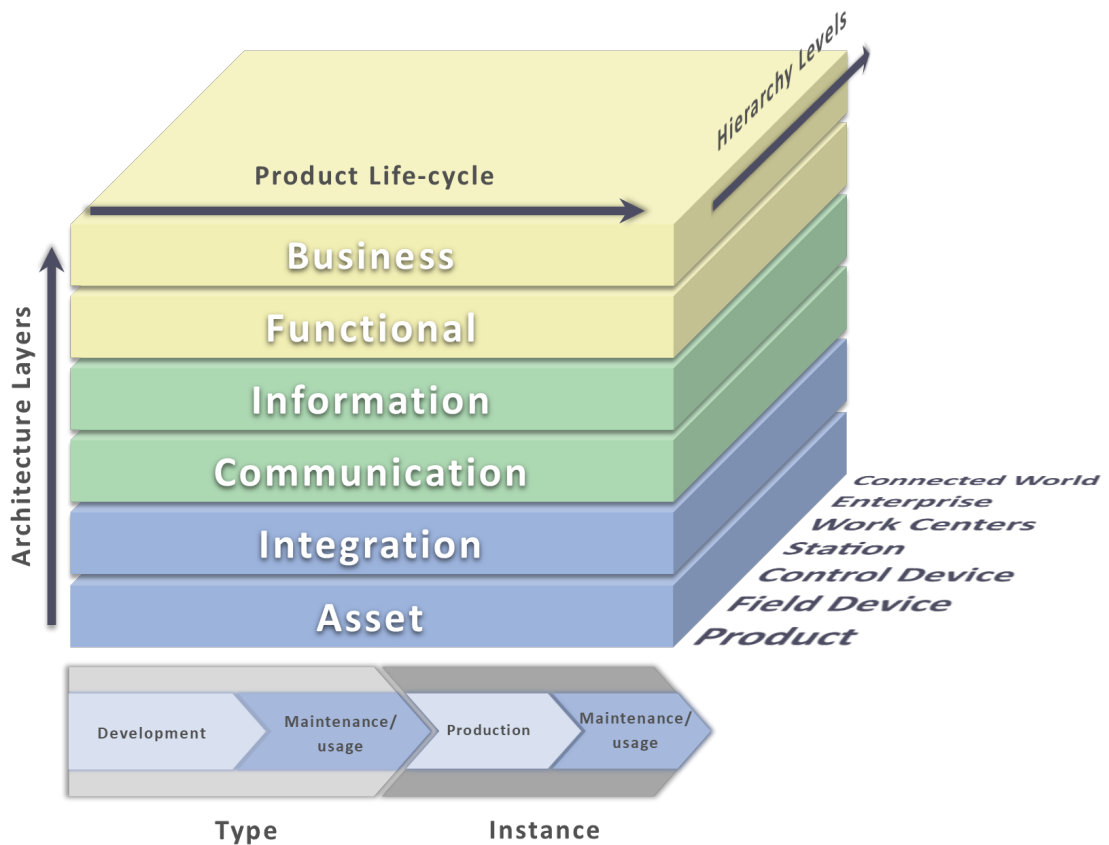 Hierarchy Levels
Product Life-cycle
Architecture Layers
Business
Functional
Information
Communication
Integration
Asset
Connected World
Enterprise
Work Centers
Station
Control Device
Field Device
Product
Development
Maintenance/
usage
Production
Maintenance/
usage
Type
Instance